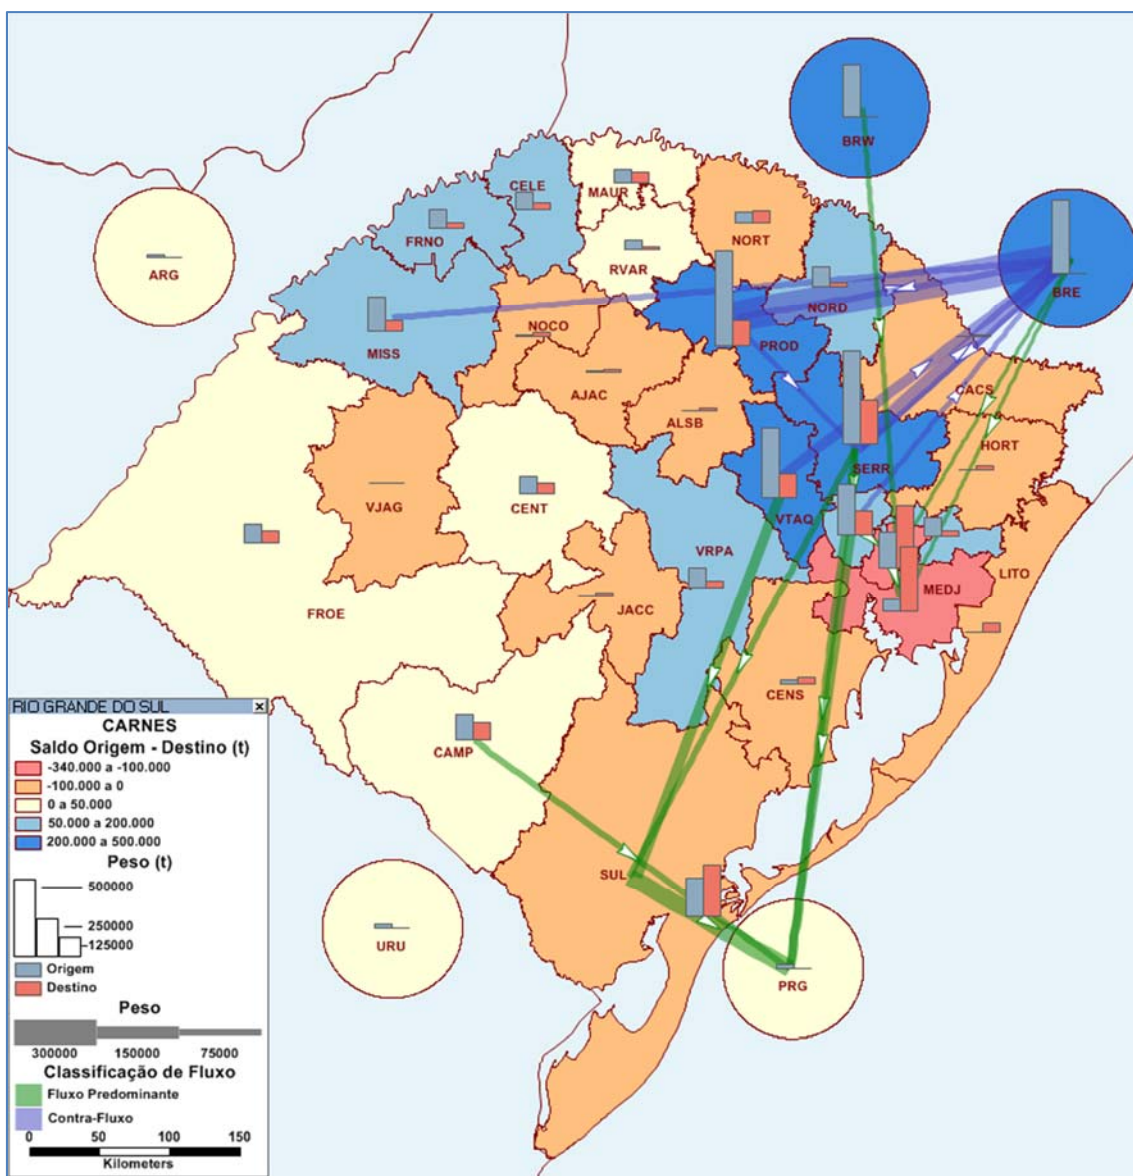 BRW
CELE
MAUR
FRNO
NORT
RVAR
ARG
BRE
NORD
NOCO
MISS
PROD
AJAC
CACS
ALSB
HORT
SERR
VJAG
CENT
VTAQ
VRPA
LITO
MEDJ
FROE
JACC
CENS
CAMP
SUL
URU
PRG
RIO GRANDE DO SUL
CARNES
Saldo Origem - Destino (t)
-340.000 a -100.000
-100.000 a 0
0 a 50.000
50.000 a 200.000
200.000 a 500.000
Peso (t)
500000
250000
125000
Origem
Destino
Peso
300000 150000 75000
Classificação de Fluxo
Fluxo Predominante
Contra-Fluxo
0 50 100 150
Kilometers